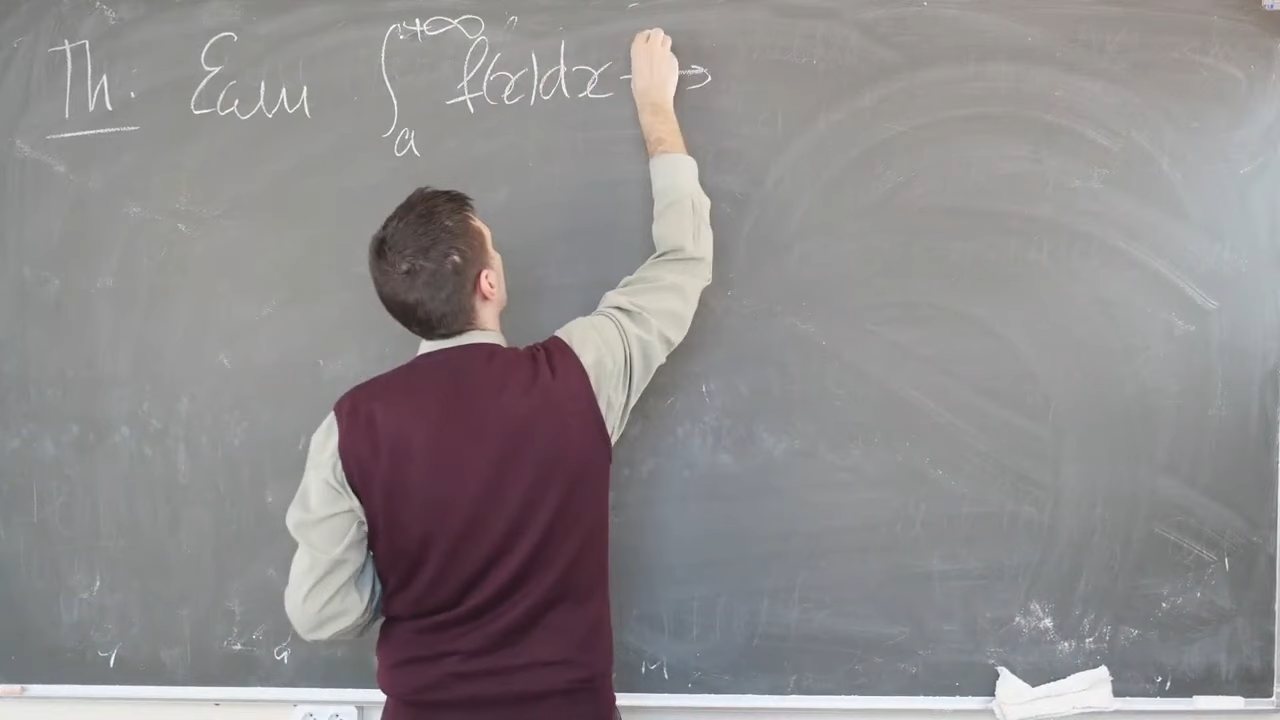 Th: Если ∫_a^{+∞} f(x)dx →